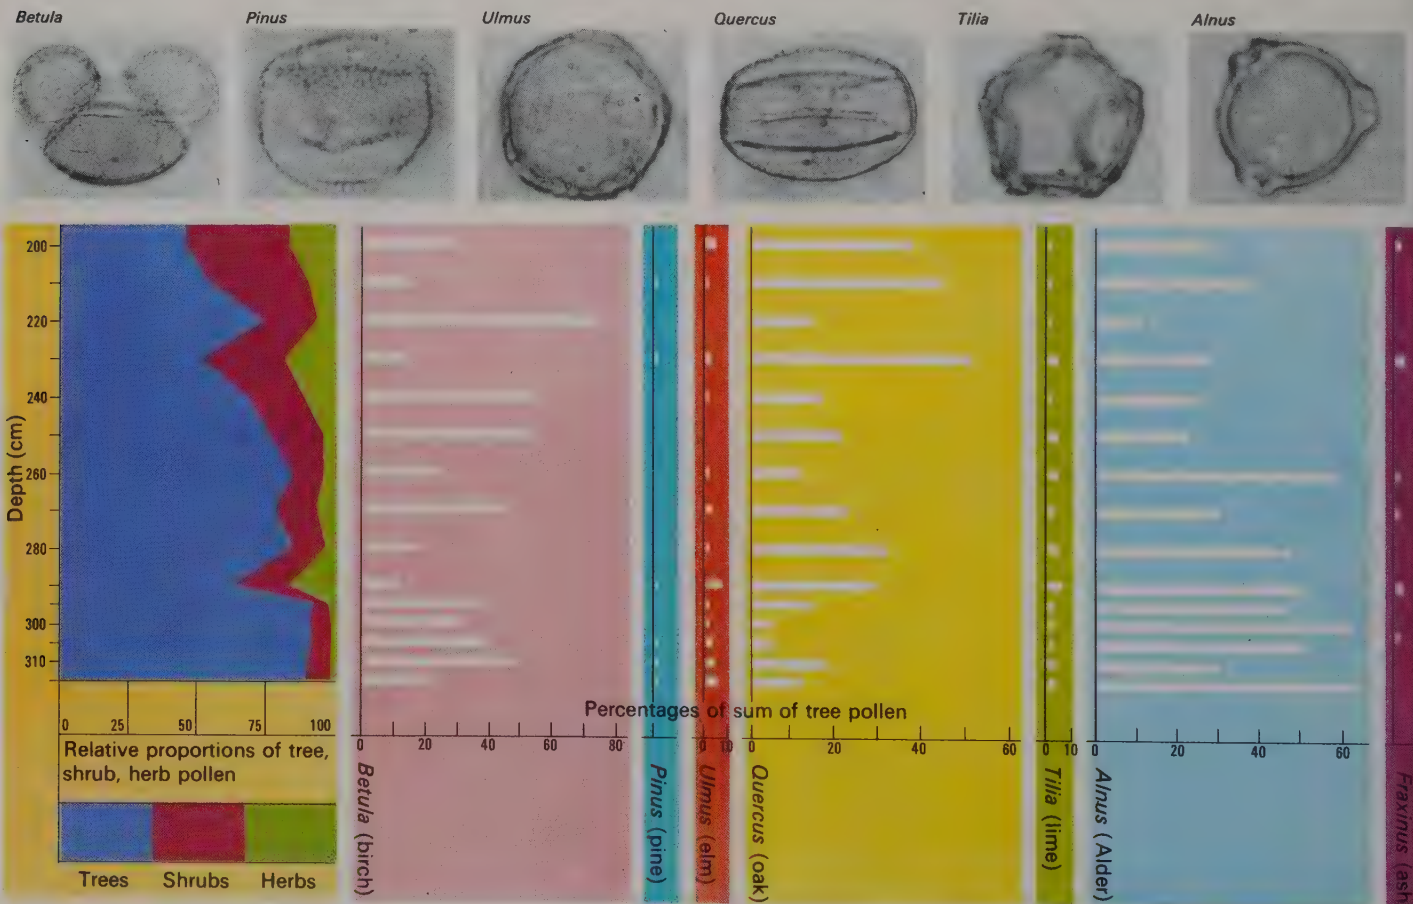 Betula
Pinus
Ulmus
Quercus
Tilia
Alnus
Depth (cm)
200
220
240
260
280
300
310
0 25 50 75 100
Relative proportions of tree,
shrub, herb pollen
Trees Shrubs Herbs
Percentages of sum of tree pollen
0 20 40 60 80
Betula (birch)
Pinus (pine)
0 10
Ulmus (elm)
0 20 40 60
Quercus (oak)
0 10
Tilia (lime)
0 20 40 60
Alnus (Alder)
Fraxinus (ash